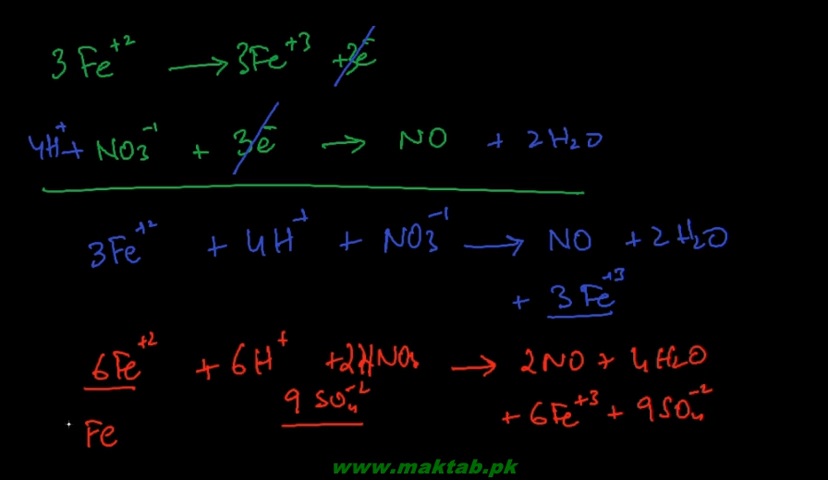 3Fe⁺² → 3Fe⁺³ + 3e⁻
4H⁺ + NO₃⁻¹ + 3e⁻ → NO + 2H₂O
3Fe⁺² + 4H⁺ + NO₃⁻¹ → NO + 2H₂O
+ 3Fe⁺³
6Fe⁺² + 6H⁺ + 2HNO₃ → 2NO + 4H₂O
9SO₄⁻² + 6Fe⁺³ + 9SO₄⁻²
Fe
www.maktab.pk